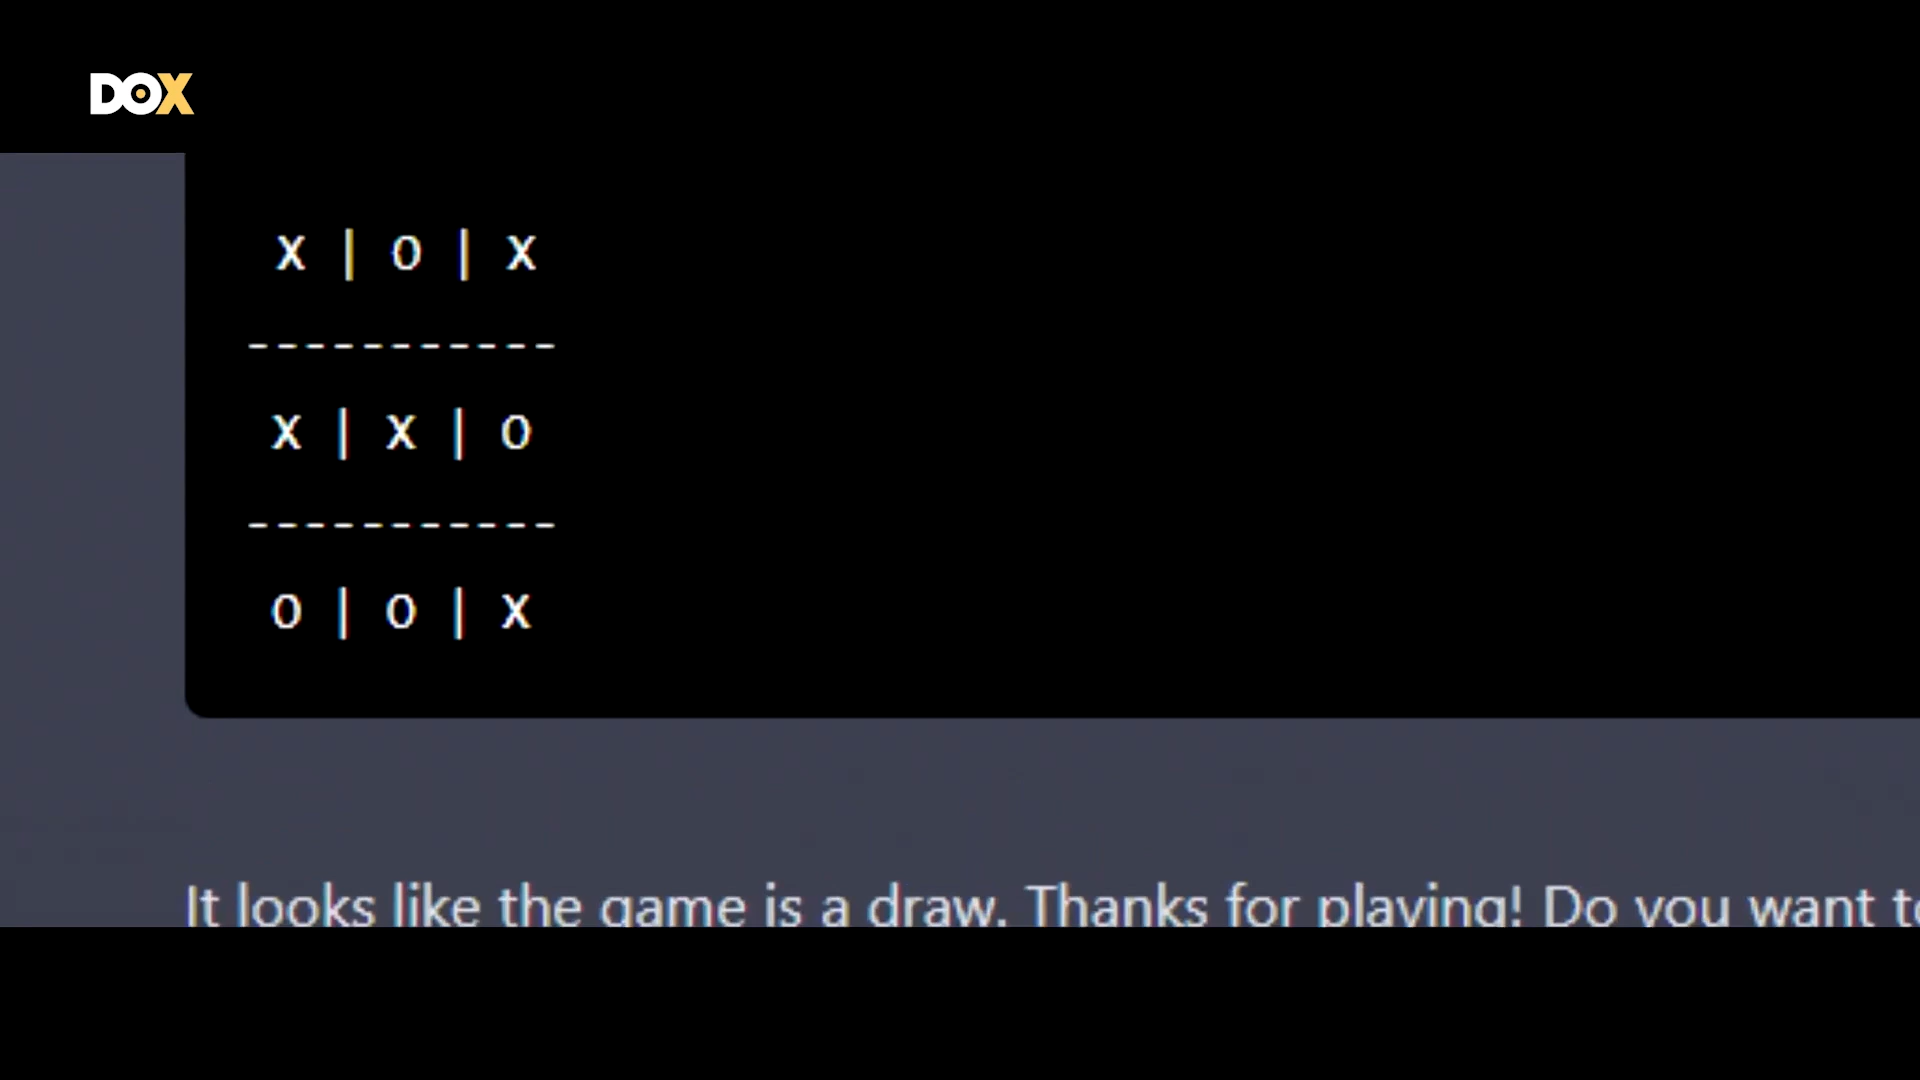 DOX
X | O | X
-----------
X | X | O
-----------
O | O | X
It looks like the game is a draw. Thanks for playing! Do you want